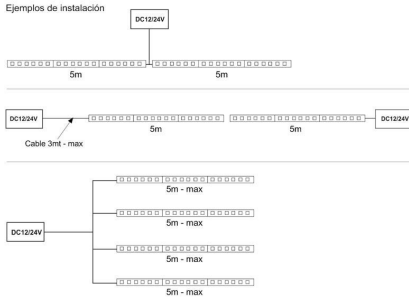 Ejemplos de instalación
DC12/24V
5m 5m
DC12/24V DC12/24V
5m 5m
Cable 3mt - max
5m - max
5m - max
DC12/24V
5m - max
5m - max